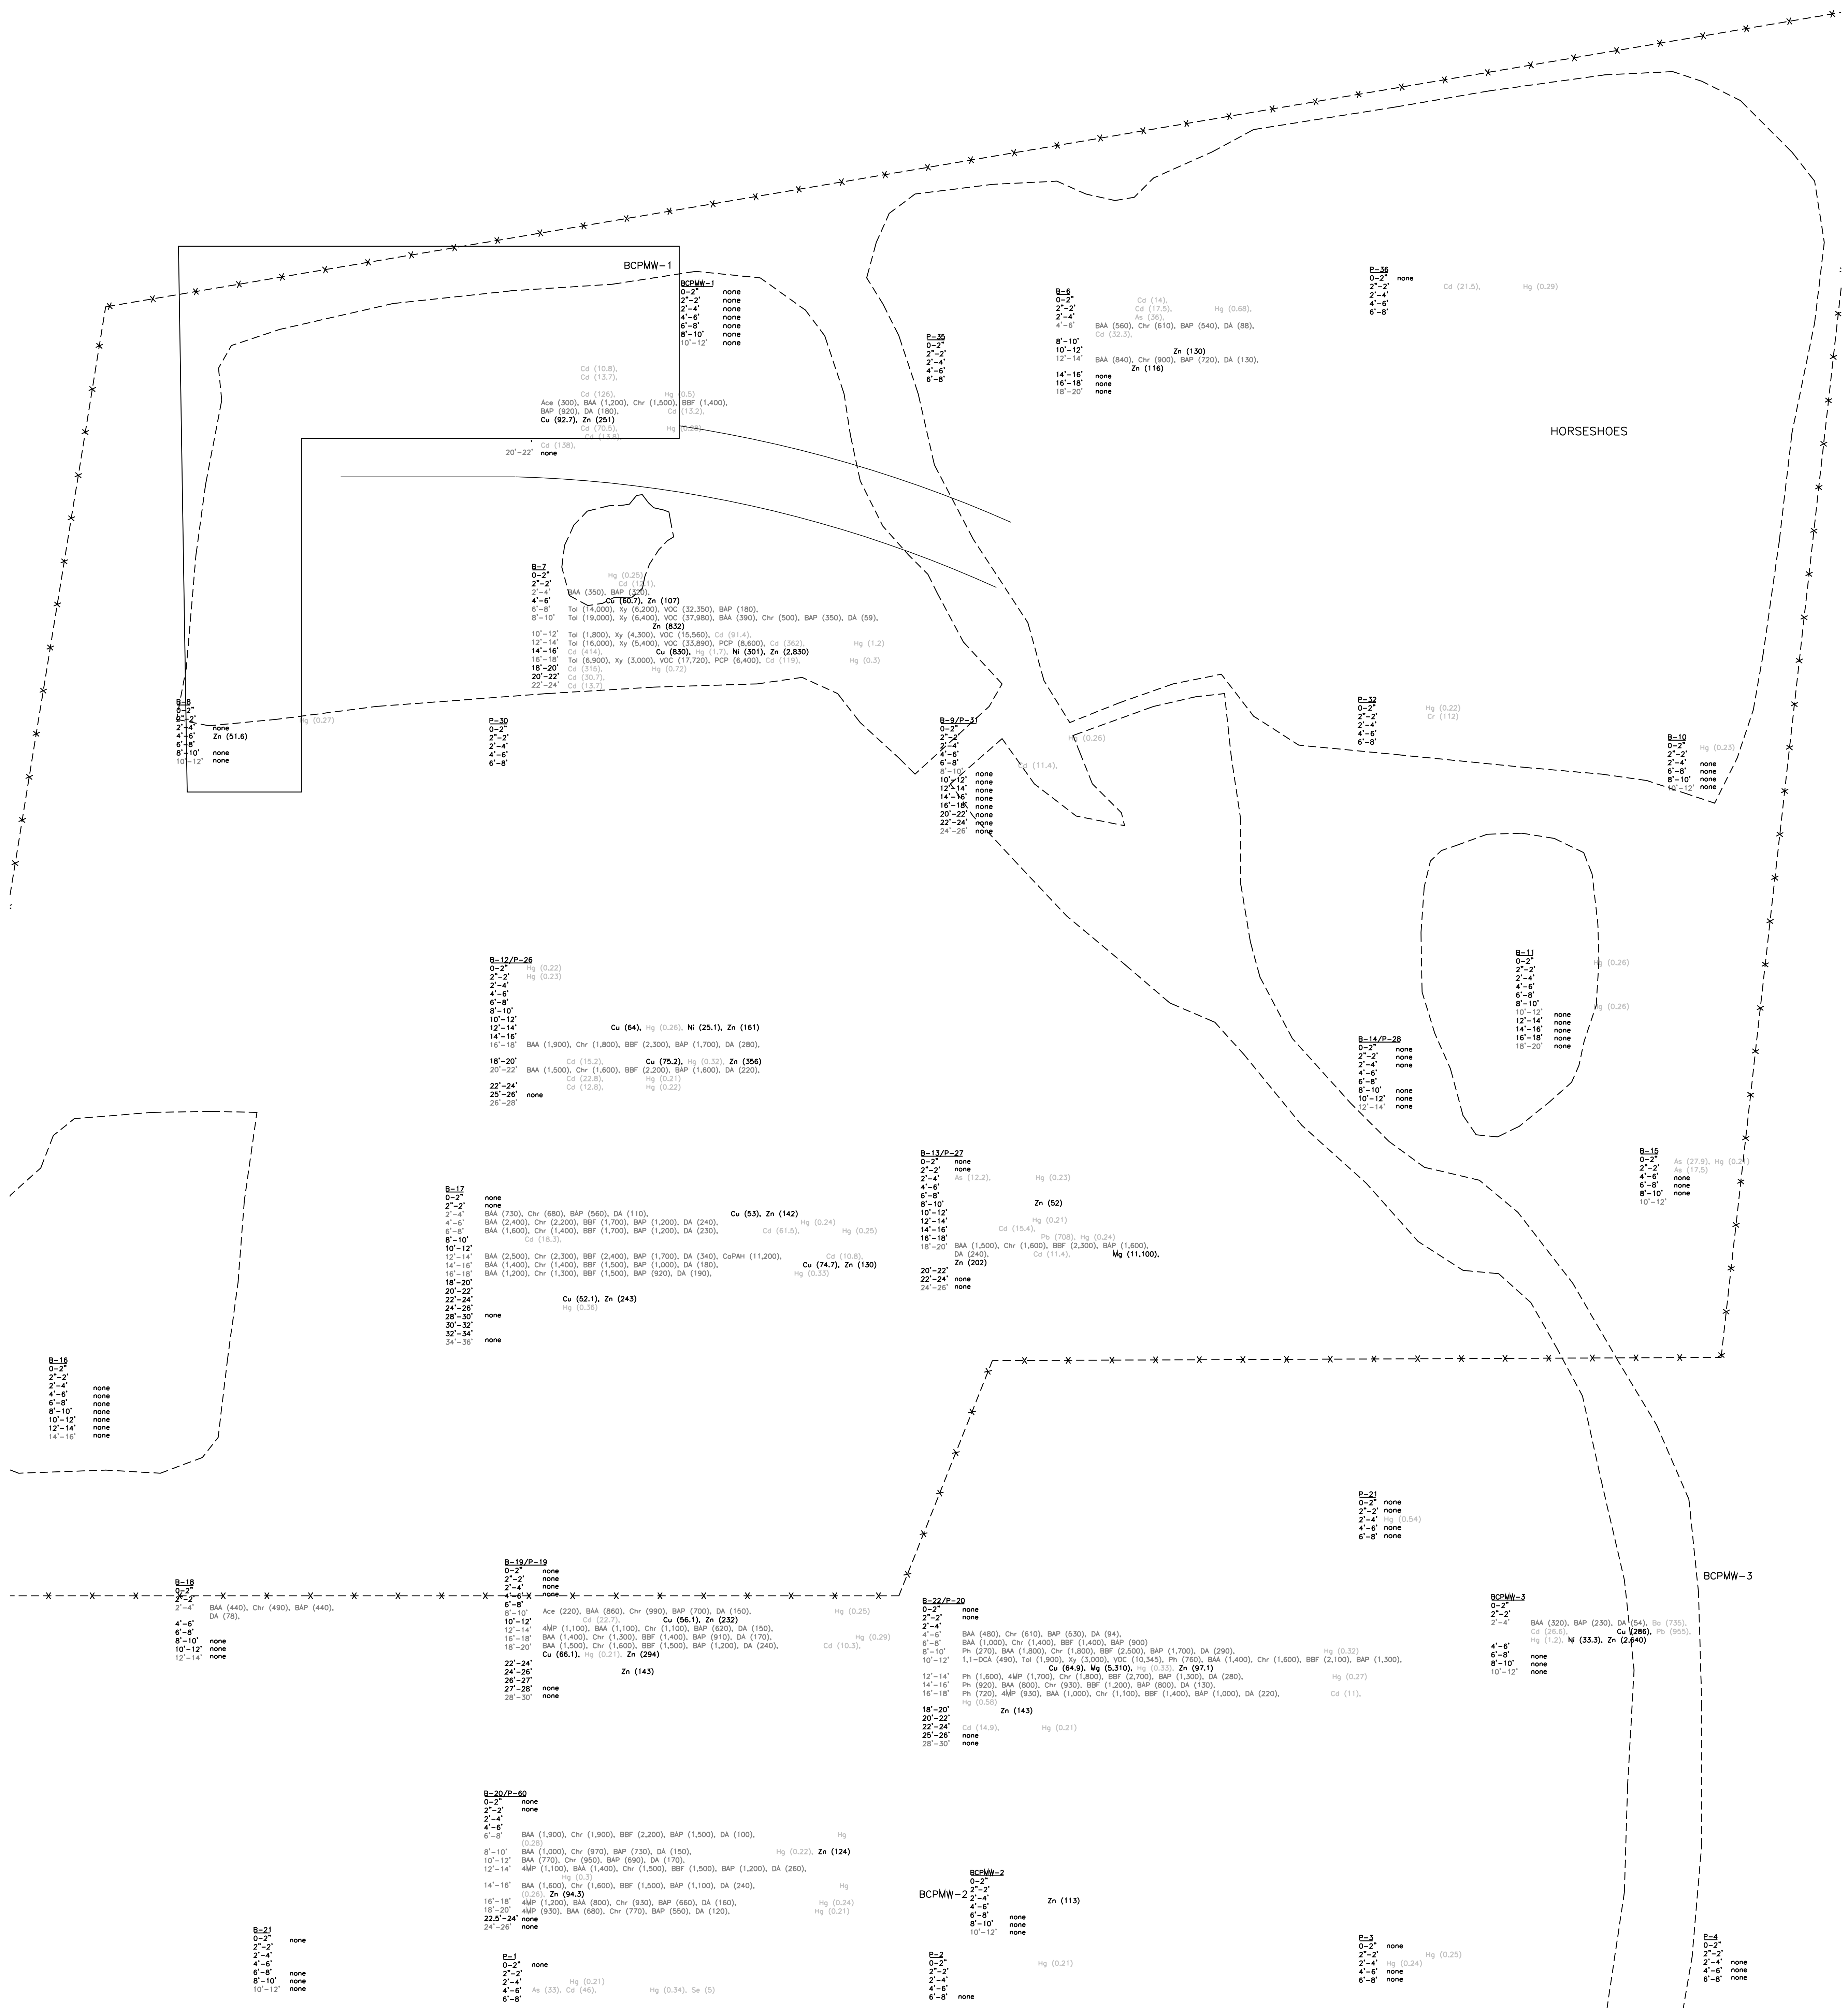 BCPMW-1
BCPMW-1
0-2" none
2"-2' none
2'-4' none
4'-6' none
6'-8' none
8'-10' none
10'-12' none
P-36
0-2" none
2"-2' Cd (21.5), Hg (0.29)
2'-4'
4'-6'
6'-8'
B-6
0-2" Cd (14),
2"-2' Cd (17.5), Hg (0.68),
2'-4' As (36),
4'-6' BAA (560), Chr (610), BAP (540), DA (88),
Cd (32.3),
8'-10'
10'-12' Zn (130)
12'-14' BAA (840), Chr (900), BAP (720), DA (130),
Zn (116)
14'-16' none
16'-18' none
18'-20' none
P-35
0-2"
2"-2'
2'-4'
4'-6'
6'-8'
HORSESHOES
Cd (10.8),
Cd (13.7),
Cd (126), Hg (0.5)
Ace (300), BAA (1,200), Chr (1,500), BBF (1,400),
BAP (920), DA (180), Cd (13.2),
Cu (92.7), Zn (251)
Cd (70.5), Hg (0.28)
Cd (13.8),
Cd (138),
20'-22' none
B-7
0-2" Hg (0.25)
2"-2' Cd (12.1),
2'-4' BAA (350), BAP (320),
4'-6' Cu (60.7), Zn (107)
6'-8' Tol (14,000), Xy (6,200), VOC (32,350), BAP (180),
8'-10' Tol (19,000), Xy (6,400), VOC (37,980), BAA (390), Chr (500), BAP (350), DA (59),
Zn (832)
10'-12' Tol (1,800), Xy (4,300), VOC (15,560), Cd (91.4),
12'-14' Tol (16,000), Xy (5,400), VOC (33,890), PCP (8,600), Cd (362), Hg (1.2)
14'-16' Cd (414), Cu (830), Hg (1.7), Ni (301), Zn (2,830)
16'-18' Tol (6,900), Xy (3,000), VOC (17,720), PCP (6,400), Cd (119), Hg (0.3)
18'-20' Cd (315), Hg (0.72)
20'-22' Cd (30.7),
22'-24' Cd (13.7)
B-8
0-2"
2"-2' Hg (0.27)
2'-4' none
4'-6' Zn (51.6)
6'-8'
8'-10' none
10'-12' none
P-30
0-2"
2"-2'
2'-4'
4'-6'
6'-8'
B-9/P-31
0-2"
2"-2'
2'-4' Hg (0.26)
4'-6'
6'-8'
8'-10' Cd (11.4),
none
10'-12' none
12'-14' none
14'-16' none
16'-18' none
20'-22' none
22'-24' none
24'-26' none
P-32
0-2" Hg (0.22)
2"-2' Cr (112)
2'-4'
4'-6'
6'-8'
B-10
0-2" Hg (0.23)
2"-2'
2'-4' none
6'-8' none
8'-10' none
10'-12' none
B-12/P-26
0-2" Hg (0.22)
2"-2' Hg (0.23)
2'-4'
4'-6'
6'-8'
8'-10'
10'-12'
12'-14' Cu (64), Hg (0.26), Ni (25.1), Zn (161)
14'-16'
16'-18' BAA (1,900), Chr (1,800), BBF (2,300), BAP (1,700), DA (280),
18'-20' Cd (15.2), Cu (75.2), Hg (0.32), Zn (356)
20'-22' BAA (1,500), Chr (1,600), BBF (2,200), BAP (1,600), DA (220),
Cd (22.8), Hg (0.21)
22'-24' Cd (12.8), Hg (0.22)
25'-26' none
26'-28'
B-11
0-2" Hg (0.26)
2"-2'
2'-4'
4'-6'
6'-8'
8'-10' Hg (0.26)
10'-12' none
12'-14' none
14'-16' none
16'-18' none
18'-20' none
B-14/P-28
0-2" none
2"-2' none
2'-4' none
4'-6'
6'-8'
8'-10' none
10'-12' none
12'-14' none
B-13/P-27
0-2" none
2"-2' none
2'-4' As (12.2), Hg (0.23)
4'-6'
6'-8'
8'-10' Zn (52)
10'-12'
12'-14' Hg (0.21)
14'-16' Cd (15.4),
16'-18' Pb (708), Hg (0.24)
18'-20' BAA (1,500), Chr (1,600), BBF (2,300), BAP (1,600),
DA (240), Cd (11.4), Mg (11,100),
Zn (202)
20'-22'
22'-24' none
24'-26' none
B-15
0-2" As (27.9), Hg
2"-2' As (17.5)
4'-6' none
6'-8' none
8'-10' none
10'-12'
B-17
0-2" none
2"-2' none
2'-4' BAA (730), Chr (680), BAP (560), DA (110), Cu (53), Zn (142)
4'-6' BAA (2,400), Chr (2,200), BBF (1,700), BAP (1,200), DA (240), Hg (0.24)
6'-8' BAA (1,600), Chr (1,400), BBF (1,700), BAP (1,200), DA (230), Cd (61.5), Hg (0.25)
8'-10' Cd (18.3),
10'-12'
12'-14' BAA (2,500), Chr (2,300), BBF (2,400), BAP (1,700), DA (340), CoPAH (11,200), Cd (10.8),
14'-16' BAA (1,400), Chr (1,400), BBF (1,500), BAP (1,000), DA (180), Cu (74.7), Zn (130)
16'-18' BAA (1,200), Chr (1,300), BBF (1,500), BAP (920), DA (190), Hg (0.33)
18'-20'
20'-22'
22'-24' Cu (52.1), Zn (243)
24'-26' Hg (0.36)
28'-30' none
30'-32'
32'-34'
34'-36' none
B-16
0-2"
2"-2'
2'-4' none
4'-6' none
6'-8' none
8'-10' none
10'-12' none
12'-14' none
14'-16' none
P-21
0-2" none
2"-2' none
2'-4' Hg (0.54)
4'-6' none
6'-8' none
B-18
0-2"
2"-2'
2'-4' BAA (440), Chr (490), BAP (440),
DA (78),
4'-6'
6'-8'
8'-10' none
10'-12' none
12'-14' none
B-19/P-19
0-2" none
2"-2' none
2'-4' none
4'-6' none
6'-8'
8'-10' Ace (220), BAA (860), Chr (990), BAP (700), DA (150), Hg (0.25)
10'-12' Cd (22.7), Cu (56.1), Zn (232)
12'-14' 4MP (1,100), BAA (1,100), Chr (1,100), BAP (620), DA (150),
16'-18' BAA (1,400), Chr (1,300), BBF (1,400), BAP (910), DA (170), Hg (0.29)
18'-20' BAA (1,500), Chr (1,600), BBF (1,500), BAP (1,200), DA (240), Cd (10.3),
Cu (66.1), Hg (0.21), Zn (294)
22'-24'
24'-26' Zn (143)
26'-27'
27'-28' none
28'-30' none
B-22/P-20
0-2" none
2"-2' none
2'-4'
4'-6' BAA (480), Chr (610), BAP (530), DA (94),
6'-8' BAA (1,000), Chr (1,400), BBF (1,400), BAP (900)
8'-10' Ph (270), BAA (1,800), Chr (1,800), BBF (2,500), BAP (1,700), DA (290), Hg (0.32)
10'-12' 1,1-DCA (490), Tol (1,900), Xy (3,000), VOC (10,345), Ph (760), BAA (1,400), Chr (1,600), BBF (2,100), BAP (1,300),
Cu (64.9), Mg (5,310), Hg (0.33), Zn (97.1)
12'-14' Ph (1,600), 4MP (1,700), Chr (1,800), BBF (2,700), BAP (1,300), DA (280), Hg (0.27)
14'-16' Ph (920), BAA (800), Chr (930), BBF (1,200), BAP (800), DA (130),
16'-18' Ph (720), 4MP (930), BAA (1,000), Chr (1,100), BBF (1,400), BAP (1,000), DA (220), Cd (11),
Hg (0.58)
18'-20' Zn (143)
20'-22'
22'-24' Cd (14.9), Hg (0.21)
25'-26' none
28'-30' none
BCPMW-3
BCPMW-3
0-2"
2"-2'
2'-4' BAA (320), BAP (230), DA (54), Ba (735),
Cd (26.6), Cu (286), Pb (955),
Hg (1.2), Ni (33.3), Zn (2,640)
4'-6' none
6'-8' none
8'-10' none
10'-12' none
B-20/P-60
0-2" none
2"-2' none
2'-4'
4'-6'
6'-8' BAA (1,900), Chr (1,900), BBF (2,200), BAP (1,500), DA (100), Hg
(0.28)
8'-10' BAA (1,000), Chr (970), BAP (730), DA (150), Hg (0.22), Zn (124)
10'-12' BAA (770), Chr (950), BAP (690), DA (170),
12'-14' 4MP (1,100), BAA (1,400), Chr (1,500), BBF (1,500), BAP (1,200), DA (260),
Hg (0.3)
14'-16' BAA (1,600), Chr (1,600), BBF (1,500), BAP (1,100), DA (240), Hg
(0.26), Zn (94.3)
16'-18' 4MP (1,200), BAA (800), Chr (930), BAP (660), DA (160), Hg (0.24)
18'-20' 4MP (930), BAA (680), Chr (770), BAP (550), DA (120), Hg (0.21)
22.5'-24' none
24'-26' none
BCPMW-2
BCPMW-2
0-2"
2"-2'
2'-4' Zn (113)
4'-6'
6'-8' none
8'-10' none
10'-12' none
B-21
0-2" none
2"-2'
2'-4'
4'-6'
6'-8' none
8'-10' none
10'-12' none
P-1
0-2" none
2"-2'
2'-4' Hg (0.21)
4'-6' As (33), Cd (46), Hg (0.34), Se (5)
6'-8'
P-2
0-2" Hg (0.21)
2"-2'
2'-4'
4'-6'
6'-8' none
P-3
0-2" none
2"-2' Hg (0.25)
2'-4' Hg (0.24)
4'-6' none
6'-8' none
P-4
0-2"
2"-2'
2'-4' none
4'-6' none
6'-8' none